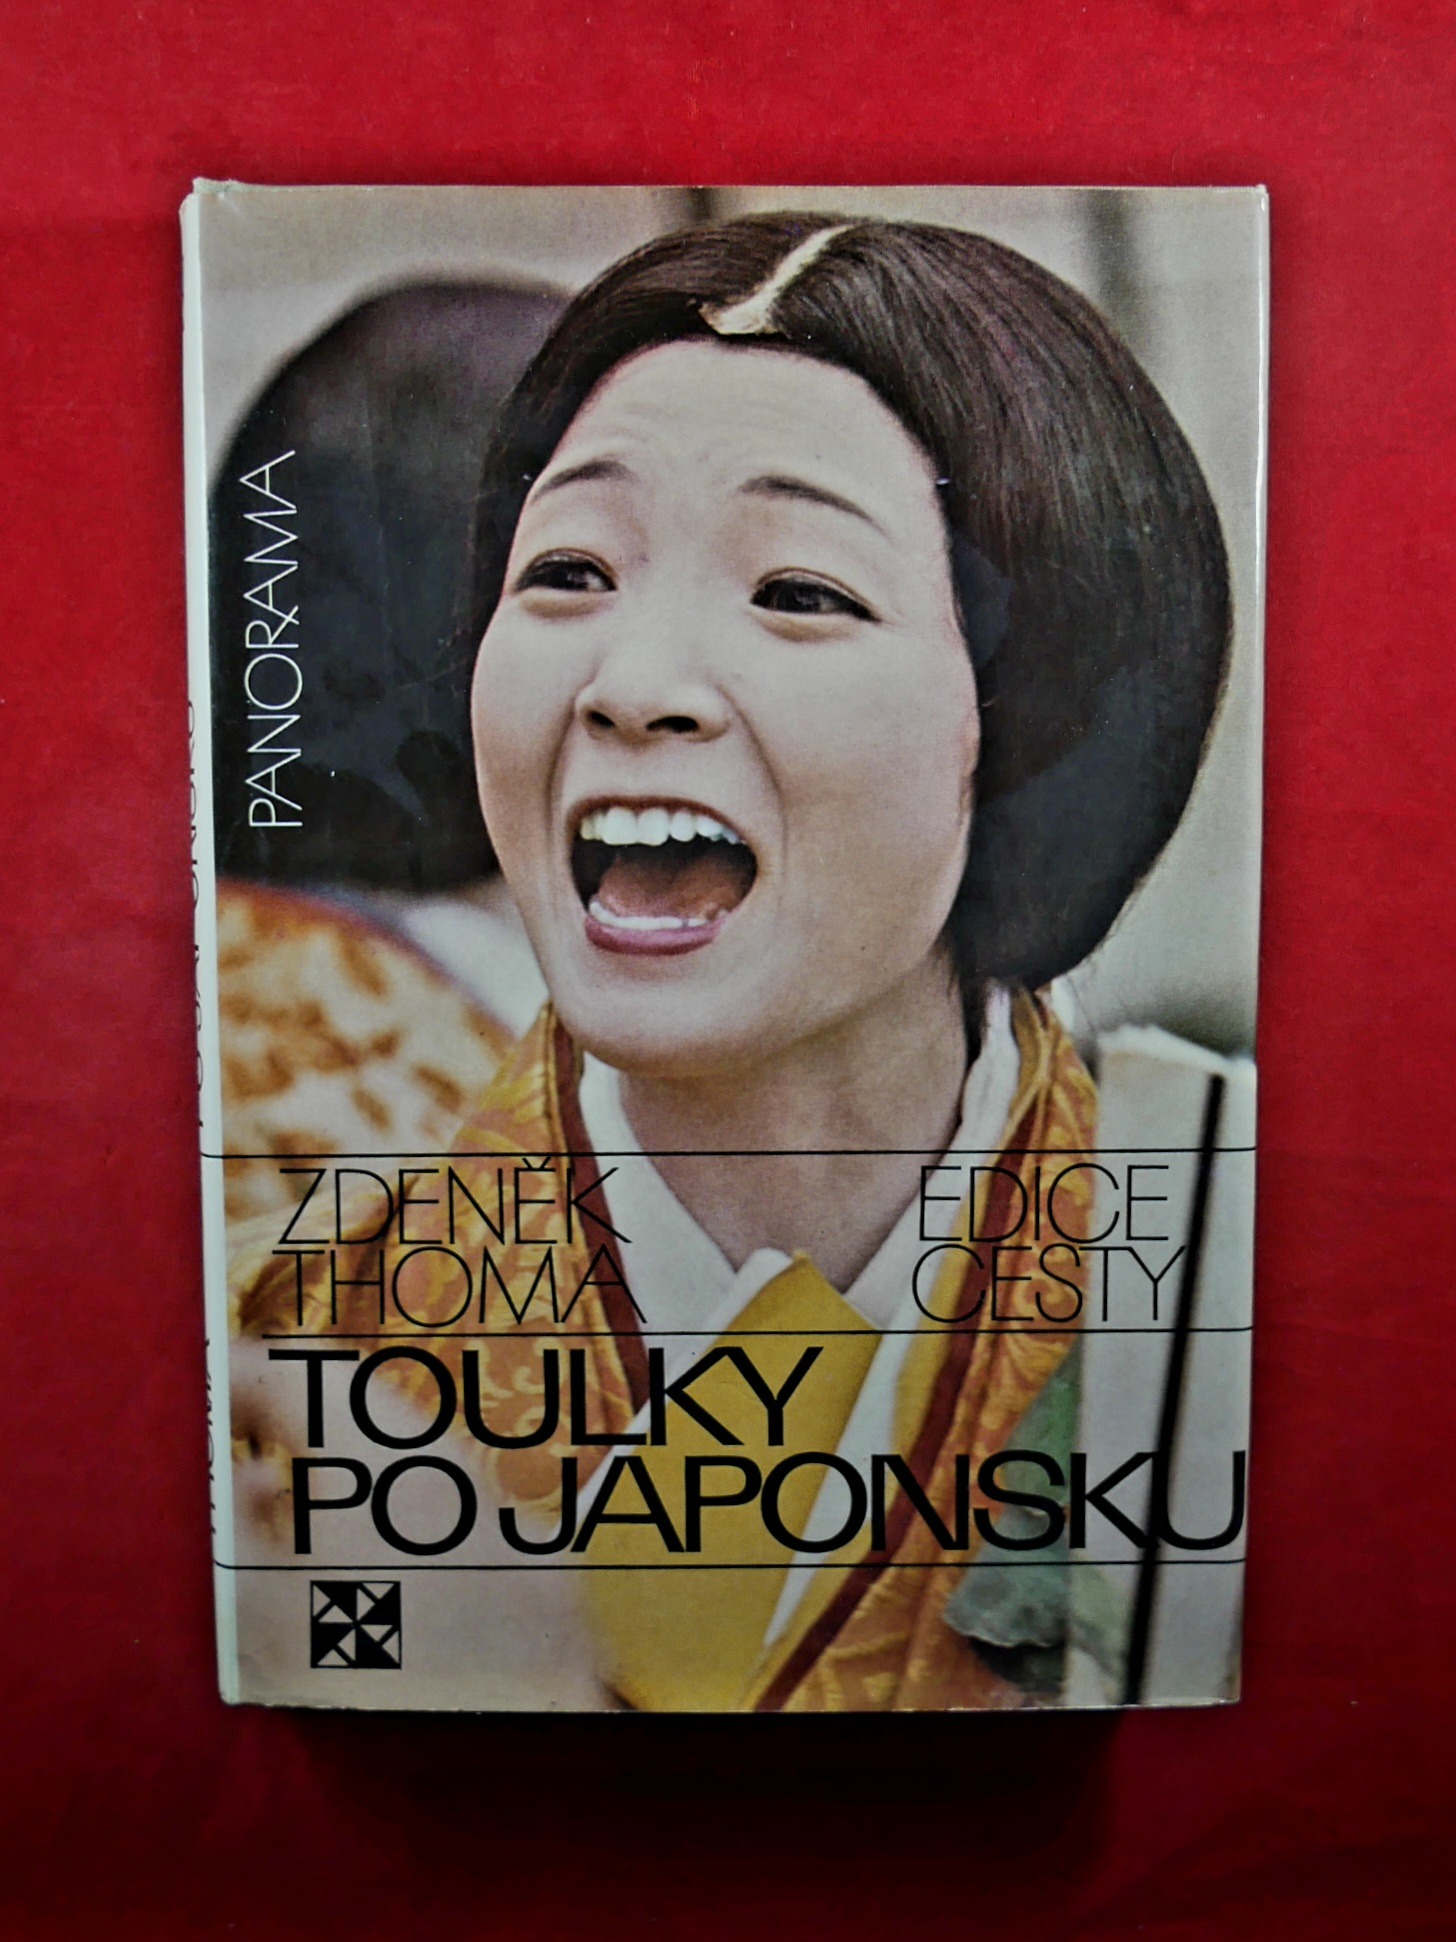 PANORAMA
ZDENĚK
THOMA
EDICE
CESTY
TOULKY
PO JAPONSKU